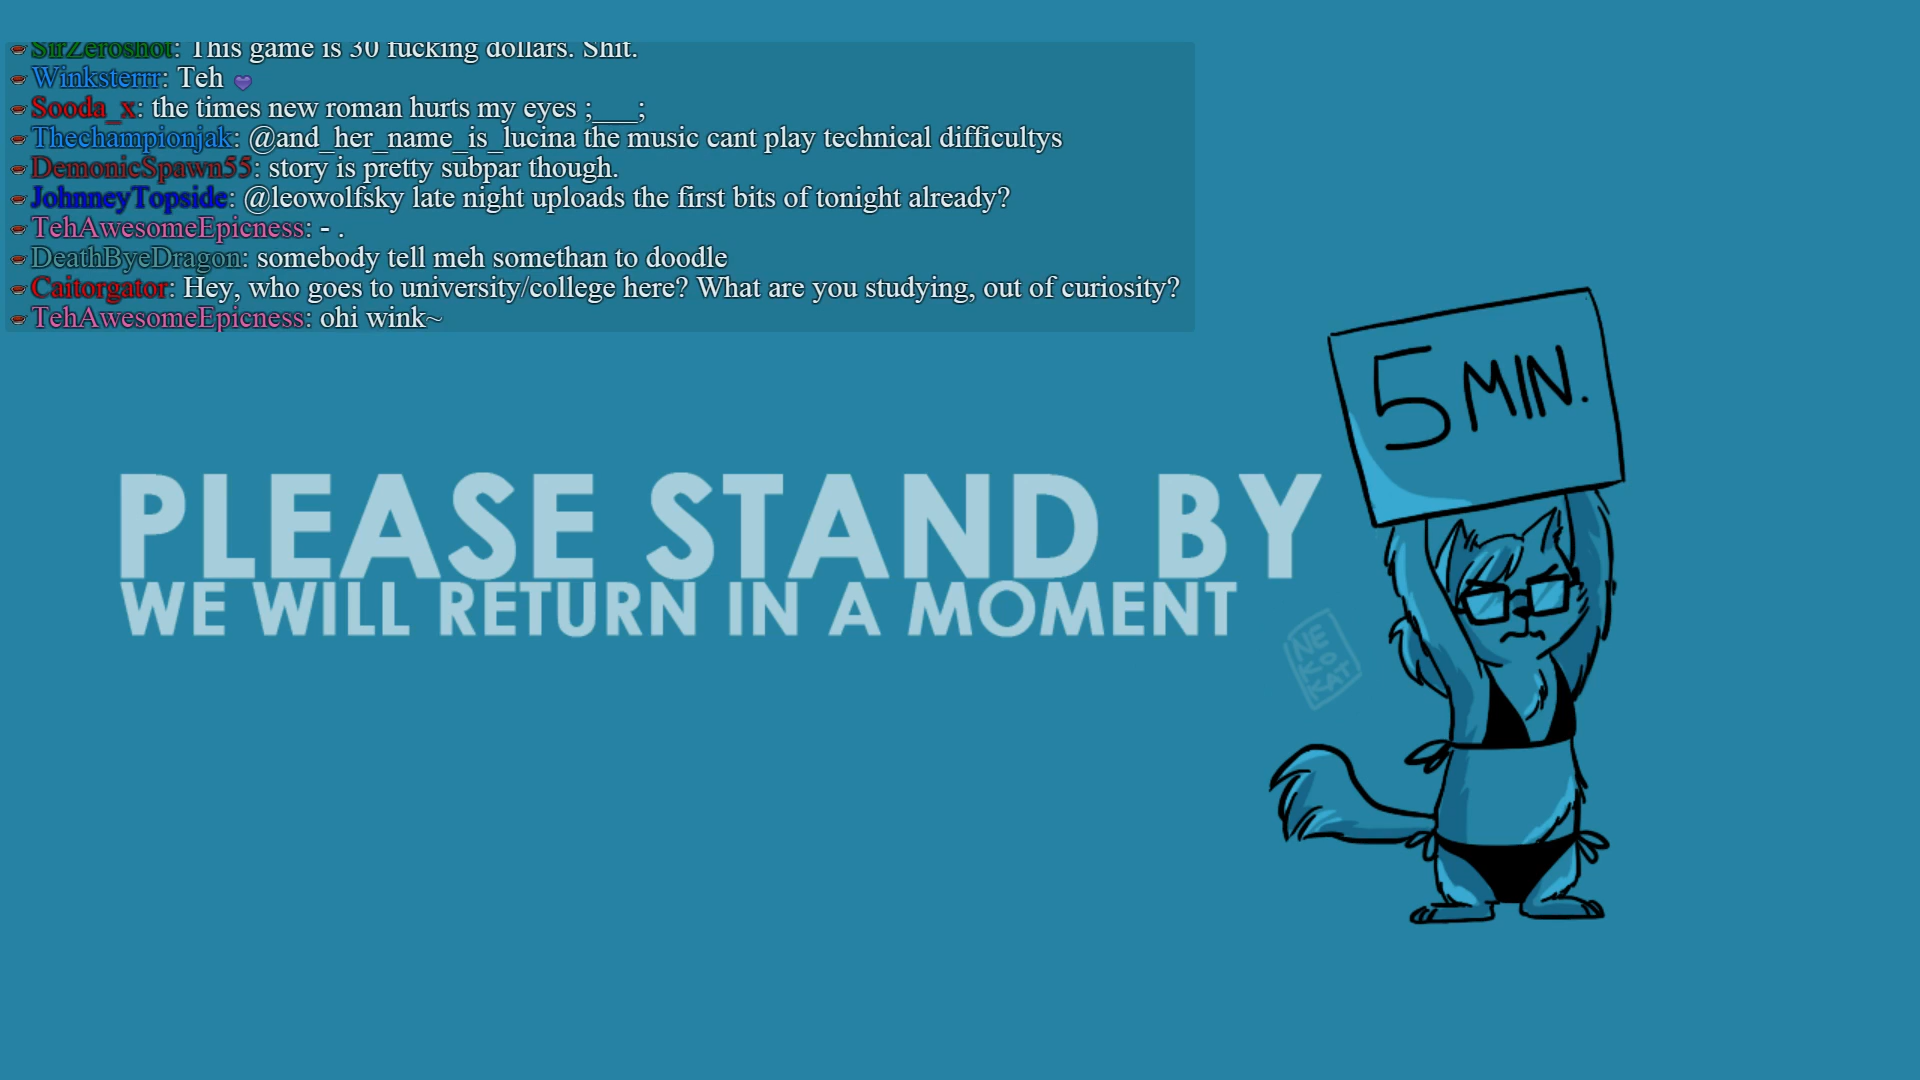 SirZeroshot: This game is 30 fucking dollars. Shit.
Winksterrr: Teh
Sooda_x: the times new roman hurts my eyes ;___;
Thechampionjak: @and_her_name_is_lucina the music cant play technical difficultys
DemonicSpawn55: story is pretty subpar though.
JohnneyTopside: @leowolfsky late night uploads the first bits of tonight already?
TehAwesomeEpicness: - .
DeathByeDragon: somebody tell meh somethan to doodle
Caitorgator: Hey, who goes to university/college here? What are you studying, out of curiosity?
TehAwesomeEpicness: ohi wink~
5 MIN.
PLEASE STAND BY
WE WILL RETURN IN A MOMENT
NE
KO
KAT